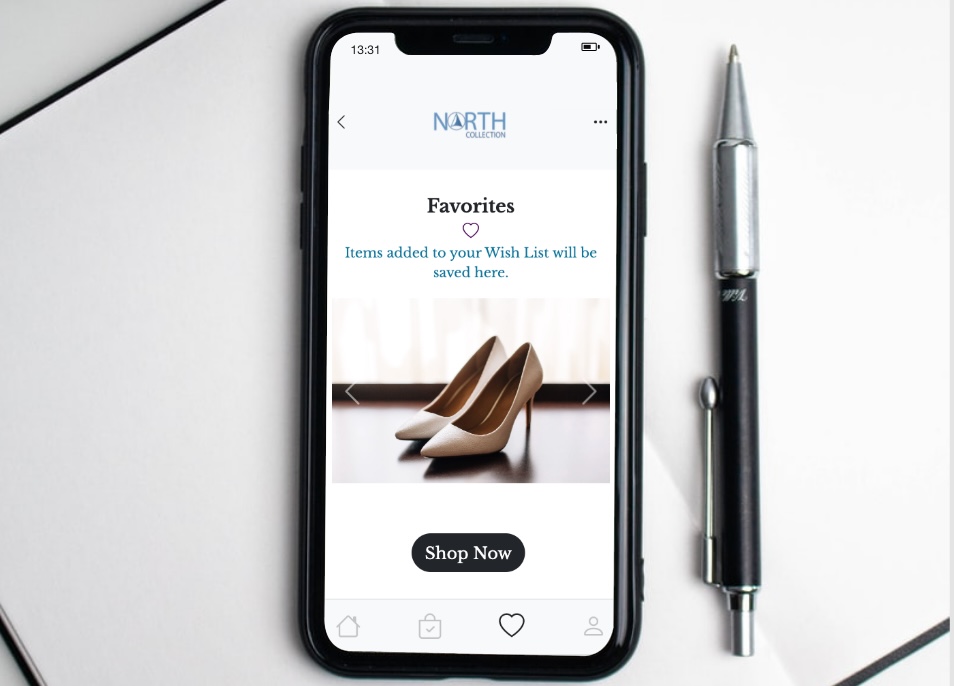 13:31
NORTH
COLLECTION
Favorites
Items added to your Wish List will be
saved here.
Shop Now